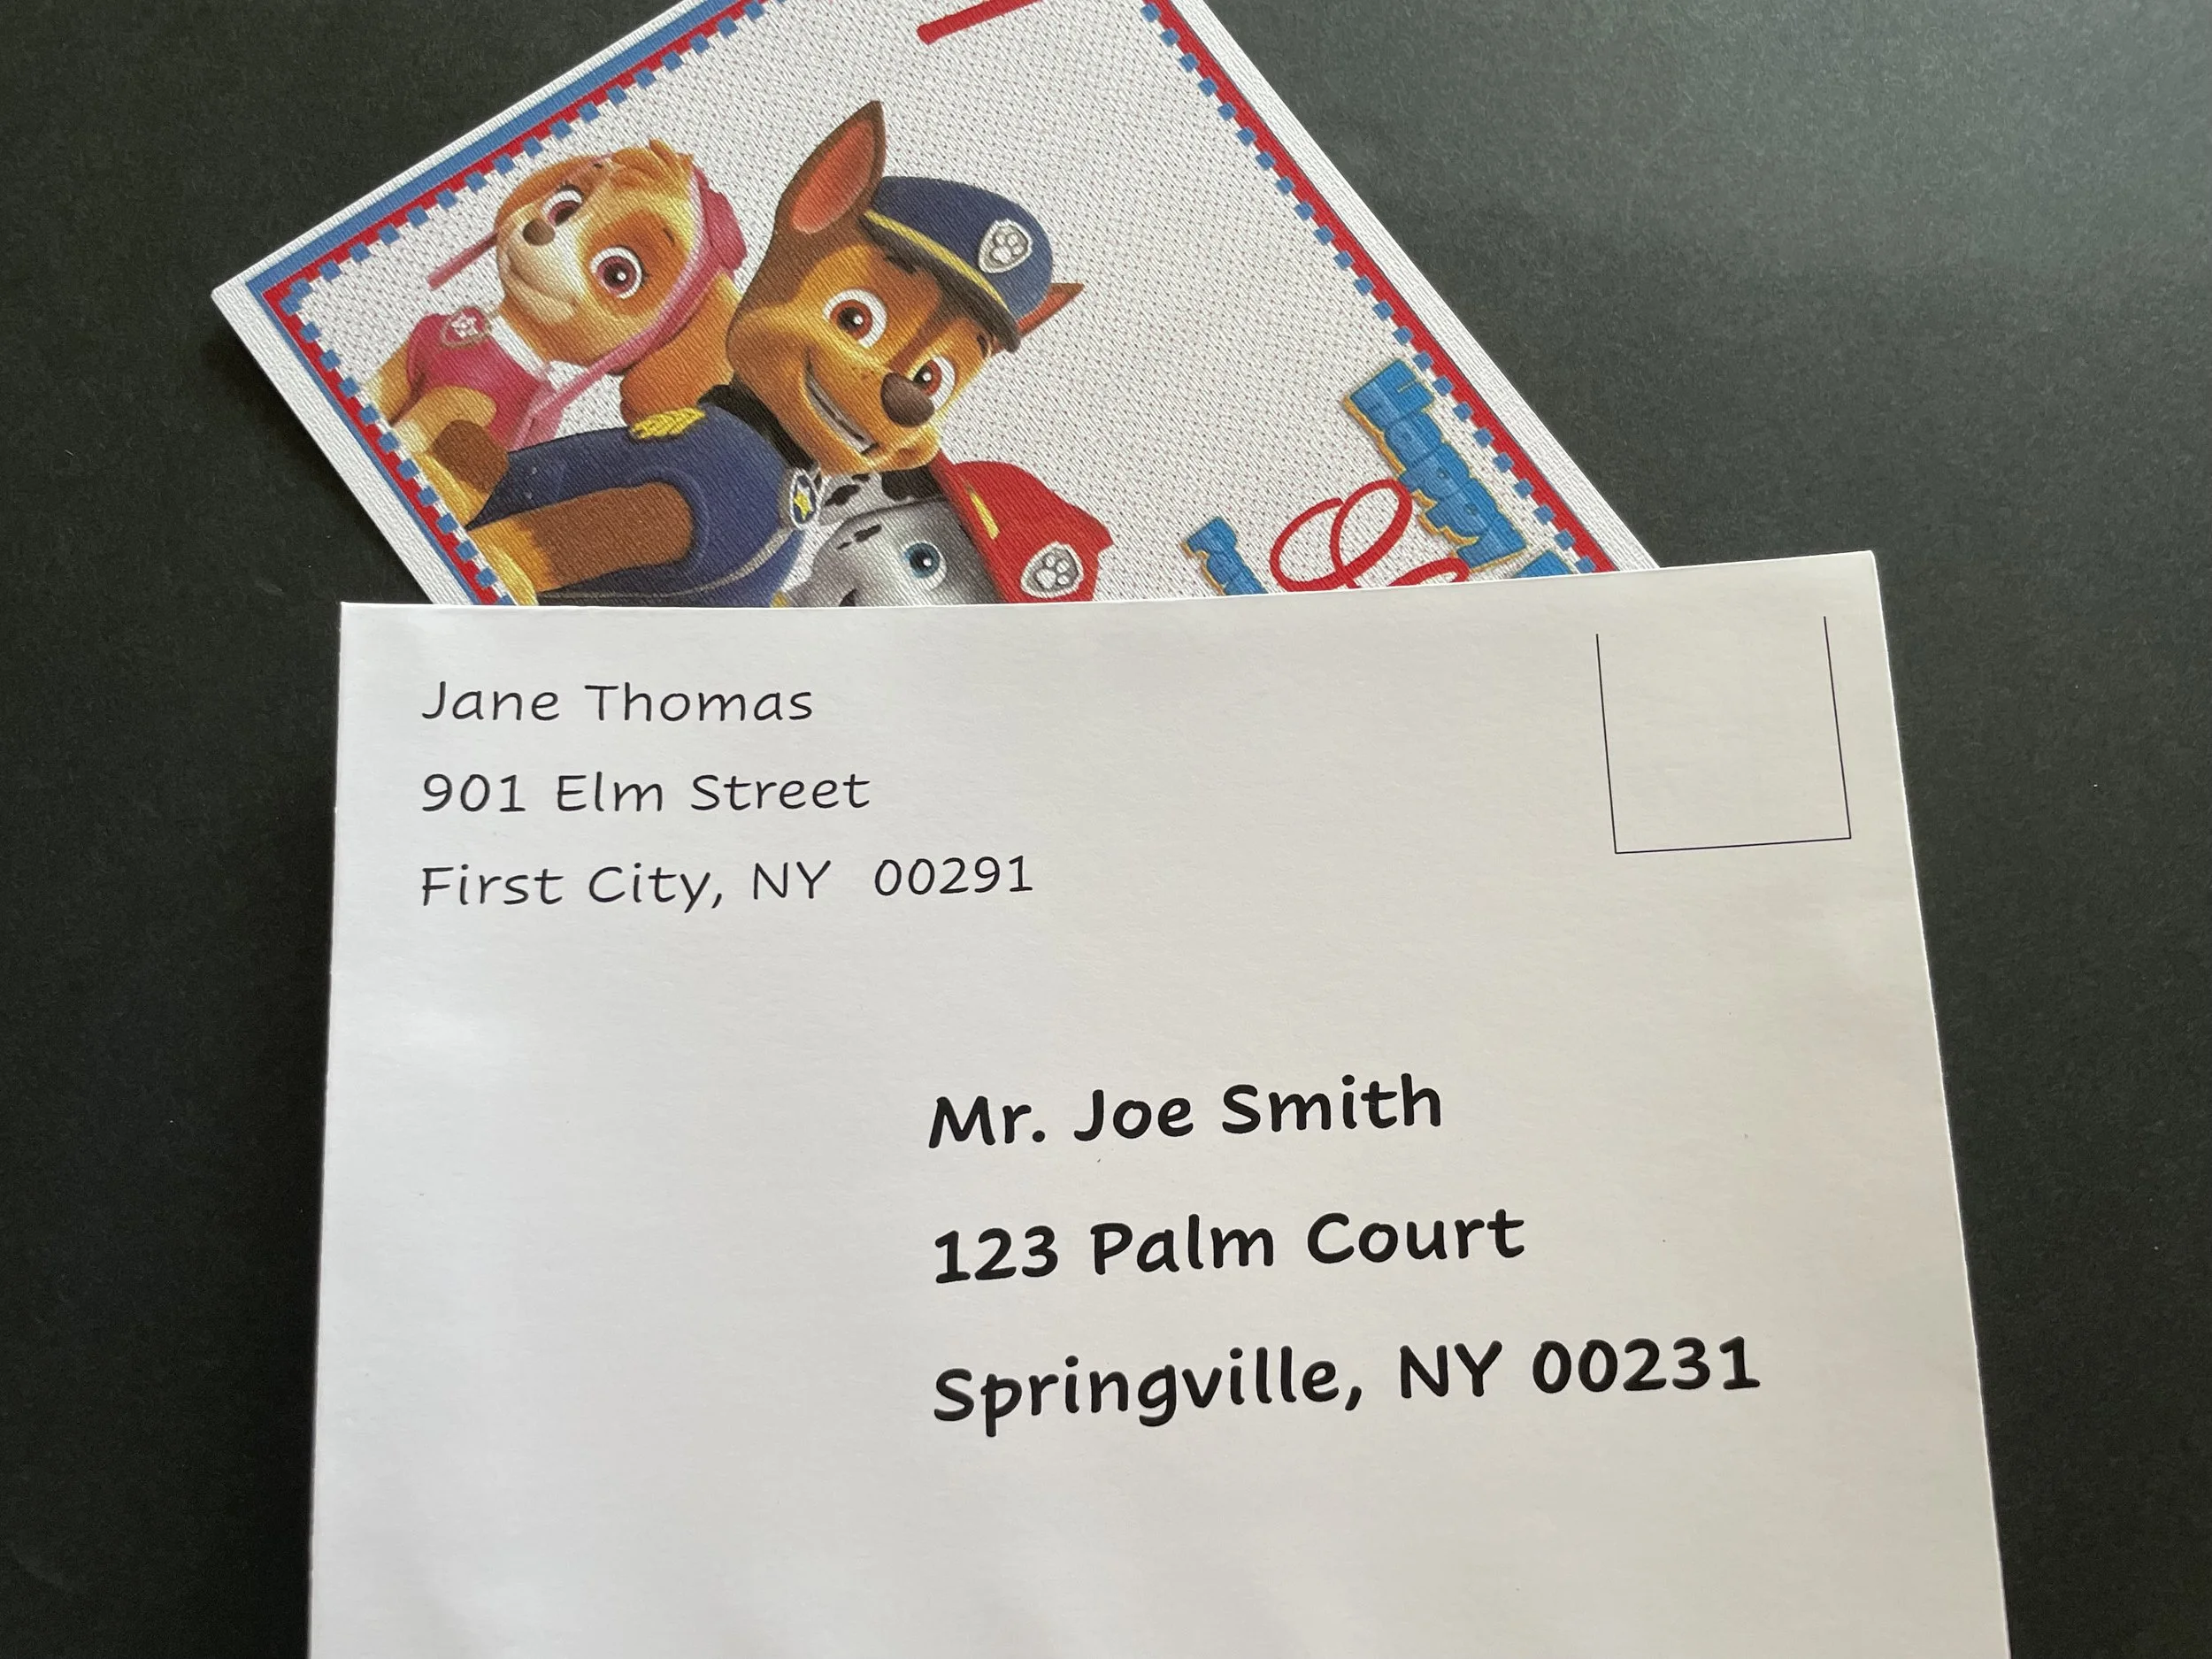 Jane Thomas
901 Elm Street
First City, NY  00291
Mr. Joe Smith
123 Palm Court
Springville, NY 00231